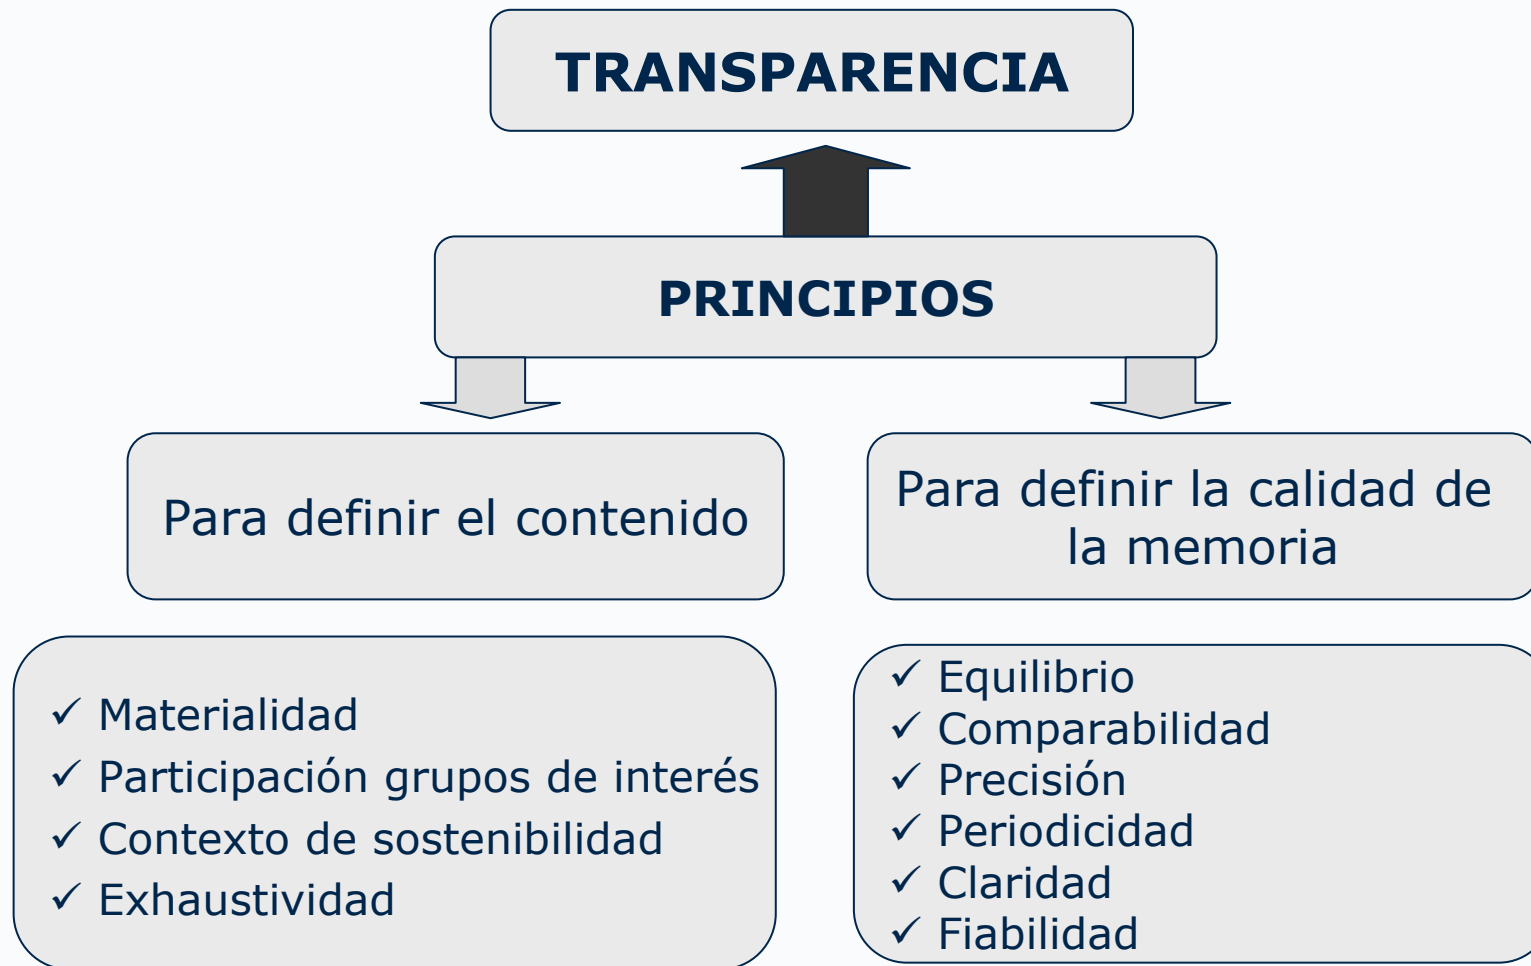 TRANSPARENCIA
PRINCIPIOS
Para definir el contenido
Para definir la calidad de
la memoria
✓ Materialidad
✓ Participación grupos de interés
✓ Contexto de sostenibilidad
✓ Exhaustividad
✓ Equilibrio
✓ Comparabilidad
✓ Precisión
✓ Periodicidad
✓ Claridad
✓ Fiabilidad